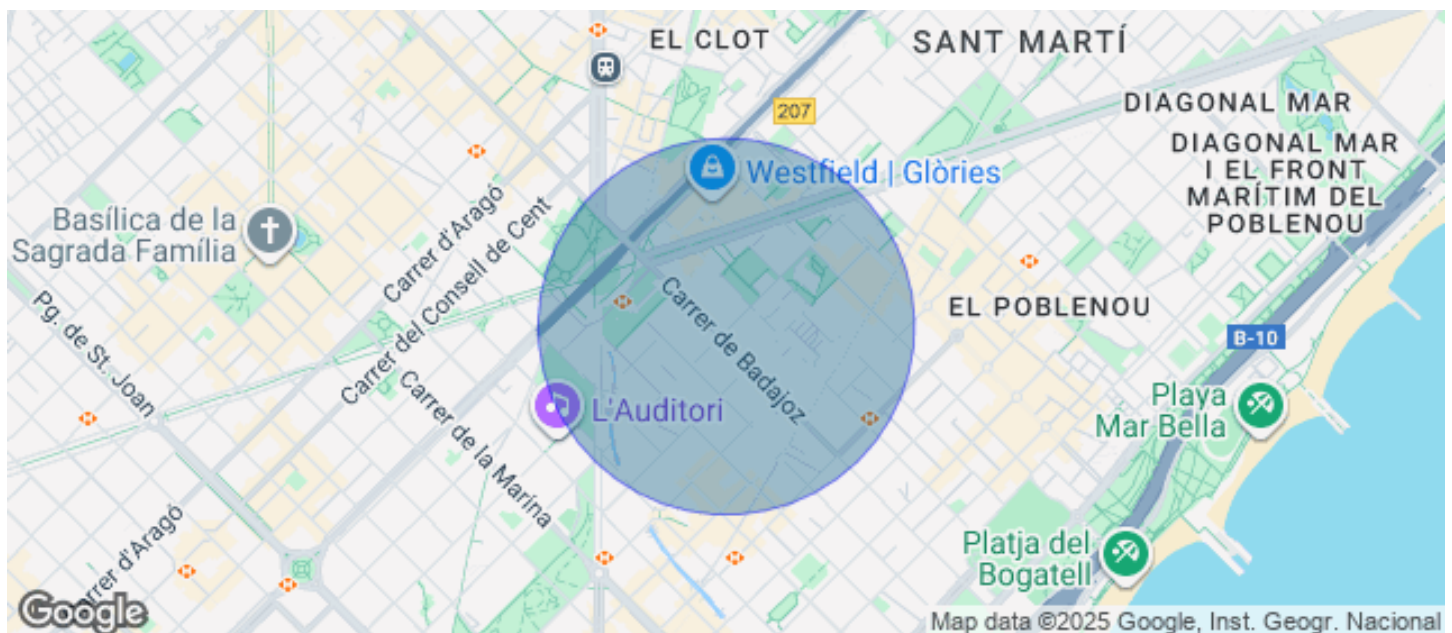 EL CLOT
SANT MARTÍ
207
DIAGONAL MAR
DIAGONAL MAR
I EL FRONT
MARÍTIM DEL
POBLENOU
Westfield | Glòries
Basílica de la
Sagrada Família
Carrer d'Aragó
Carrer del Consell de Cent
Carrer de Badajoz
EL POBLENOU
B-10
Pg. de St. Joan
Carrer de la Marina
L'Auditori
Playa
Mar Bella
Platja del
Bogatell
Carrer d'Aragó
Google
Map data ©2025 Google, Inst. Geogr. Nacional